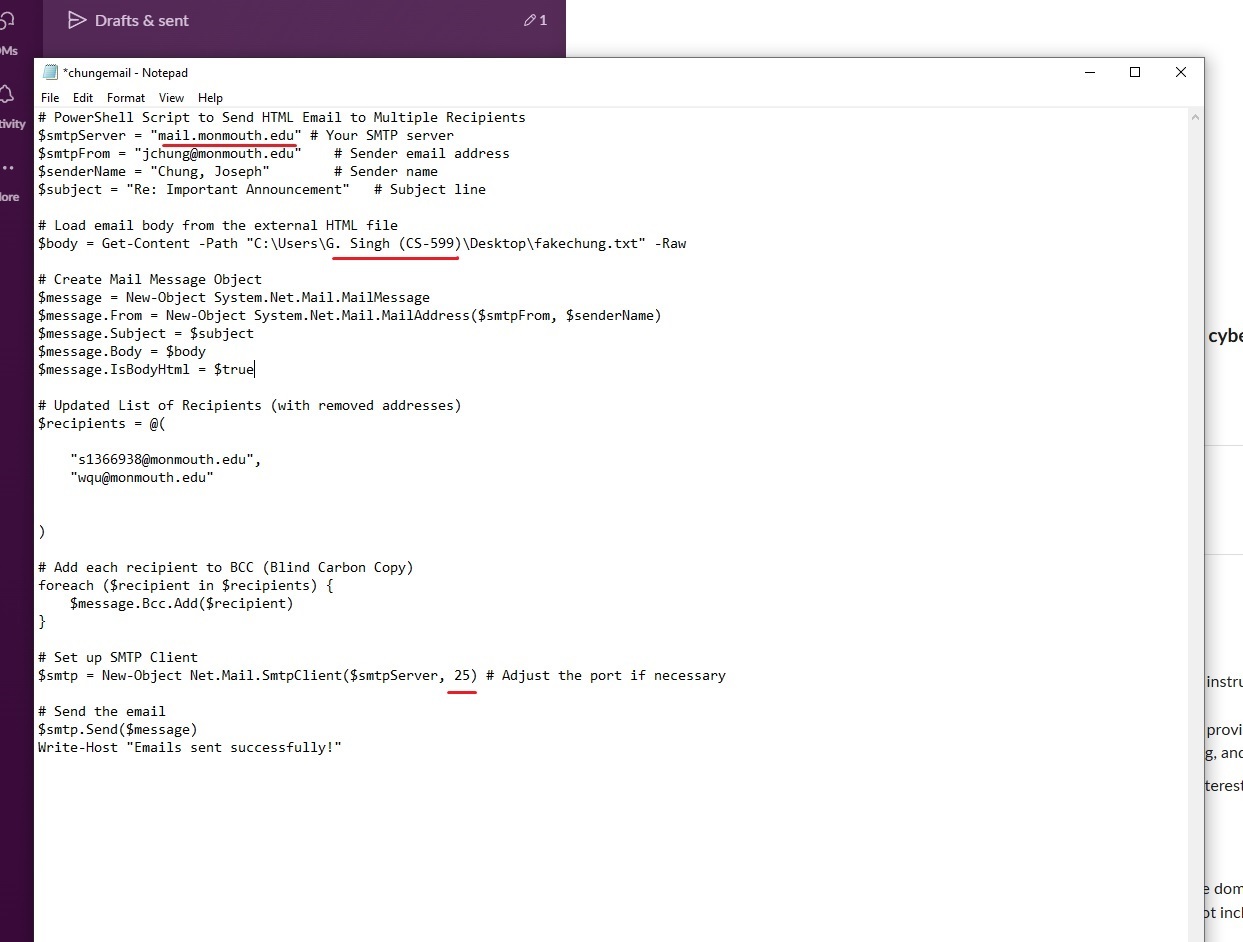 Drafts & sent
1
Ms
*chungemail - Notepad
File Edit Format View Help
tivity
# PowerShell Script to Send HTML Email to Multiple Recipients
$smtpServer = "mail.monmouth.edu" # Your SMTP server
$smtpFrom = "jchung@monmouth.edu" # Sender email address
$senderName = "Chung, Joseph" # Sender name
ore
$subject = "Re: Important Announcement" # Subject line
# Load email body from the external HTML file
$body = Get-Content -Path "C:\Users\G. Singh (CS-599)\Desktop\fakechung.txt" -Raw
# Create Mail Message Object
$message = New-Object System.Net.Mail.MailMessage
$message.From = New-Object System.Net.Mail.MailAddress($smtpFrom, $senderName)
$message.Subject = $subject
cybe
$message.Body = $body
$message.IsBodyHtml = $true
# Updated List of Recipients (with removed addresses)
$recipients = @(
"s1366938@monmouth.edu",
"wqu@monmouth.edu"
)
# Add each recipient to BCC (Blind Carbon Copy)
foreach ($recipient in $recipients) {
$message.Bcc.Add($recipient)
}
# Set up SMTP Client
$smtp = New-Object Net.Mail.SmtpClient($smtpServer, 25) # Adjust the port if necessary
instru
# Send the email
$smtp.Send($message)
provi
Write-Host "Emails sent successfully!"
g, and
terest
e dom
ot incl